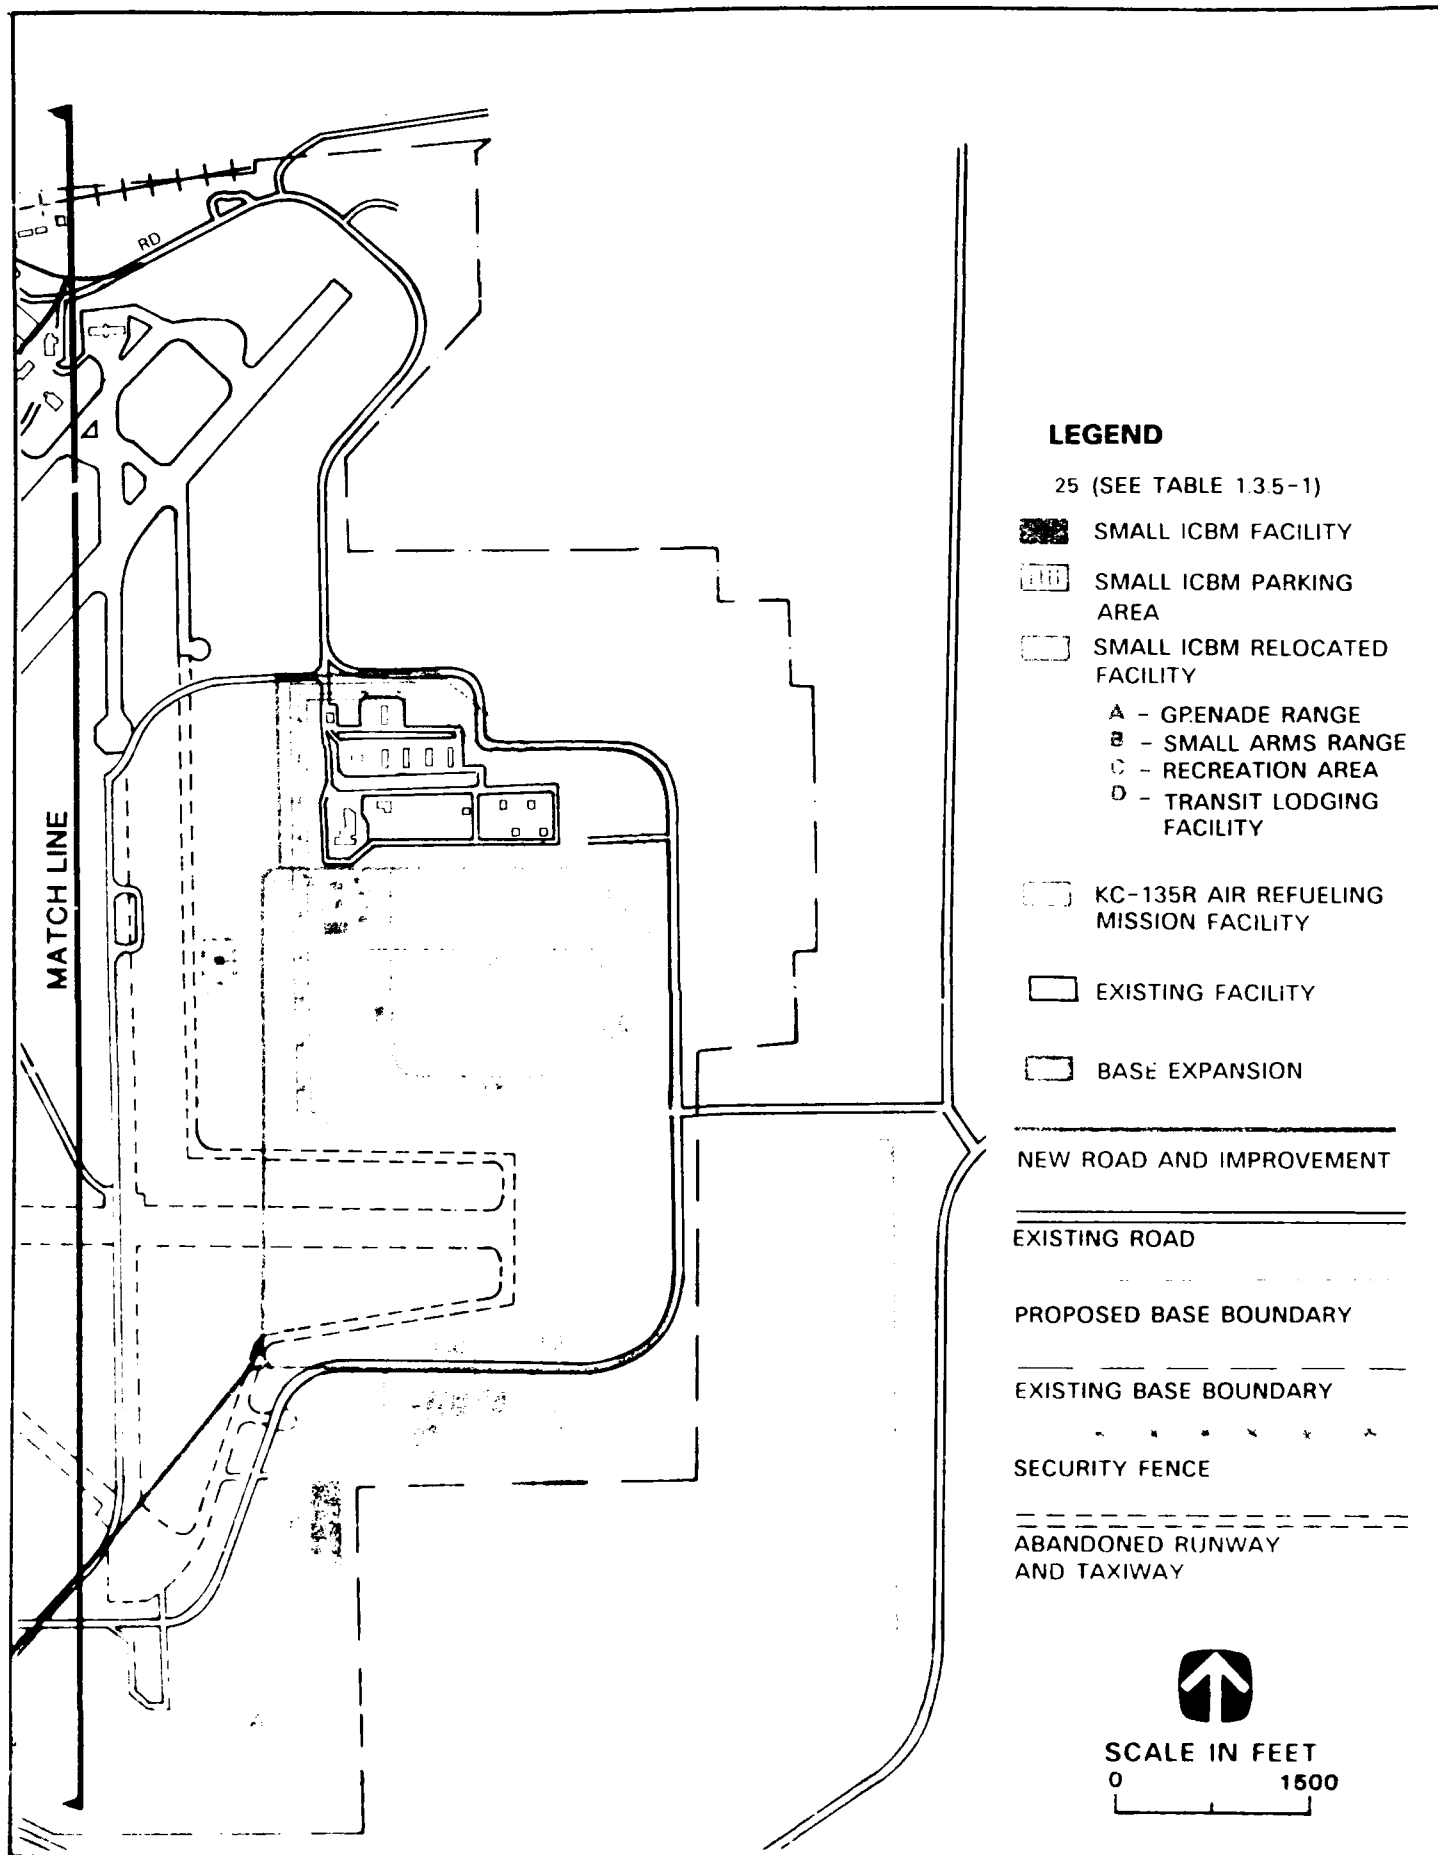 RD
MATCH LINE
LEGEND
25 (SEE TABLE 1.3.5-1)
SMALL ICBM FACILITY
SMALL ICBM PARKING
AREA
SMALL ICBM RELOCATED
FACILITY
A - GRENADE RANGE
B - SMALL ARMS RANGE
C - RECREATION AREA
D - TRANSIT LODGING
FACILITY
KC-135R AIR REFUELING
MISSION FACILITY
EXISTING FACILITY
BASE EXPANSION
NEW ROAD AND IMPROVEMENT
EXISTING ROAD
PROPOSED BASE BOUNDARY
EXISTING BASE BOUNDARY
SECURITY FENCE
ABANDONED RUNWAY
AND TAXIWAY
SCALE IN FEET
0 1500